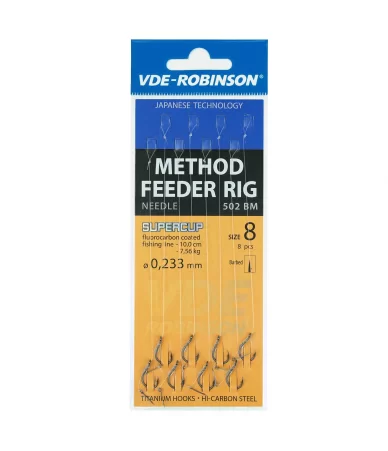 VDE-ROBINSON®
JAPANESE TECHNOLOGY
METHOD
FEEDER RIG
NEEDLE 502 BM
SUPERCUP
fluorocarbon coated
fishing line - 10,0 cm
- 7,56 kg
SIZE 8
8 pcs
Ø 0,233 mm
Barbed
TITANIUM HOOKS • HI-CARBON STEEL